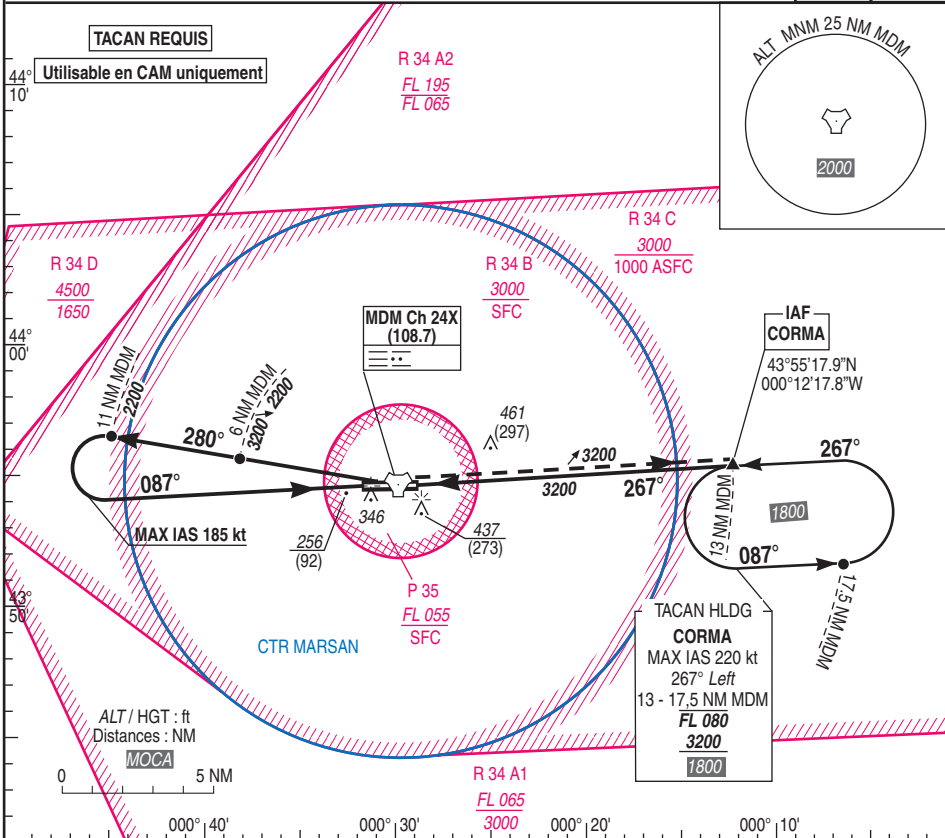 TACAN REQUIS
Utilisable en CAM uniquement
44°
10'
R 34 A2
FL 195
FL 065
ALT MNM 25 NM MDM
2000
R 34 D
4500
1650
R 34 B
3000
SFC
R 34 C
3000
1000 ASFC
MDM Ch 24X
(108.7)
IAF
CORMA
43°55'17.9"N
000°12'17.8"W
44°
00'
11 NM MDM
2200
6 NM MDM
3200 ➘ 2200
280°
087°
MAX IAS 185 kt
461
(297)
➚3200
3200
267°
267°
13 NM MDM
1800
087°
17.5 NM MDM
346
256
(92)
437
(273)
P 35
FL 055
SFC
43°
50'
CTR MARSAN
TACAN HLDG
CORMA
MAX IAS 220 kt
267° Left
13 - 17,5 NM MDM
FL 080
3200
1800
ALT / HGT : ft
Distances : NM
MOCA
0 5 NM
R 34 A1
FL 065
3000
000° 40'
000° 30'
000° 20'
000° 10'